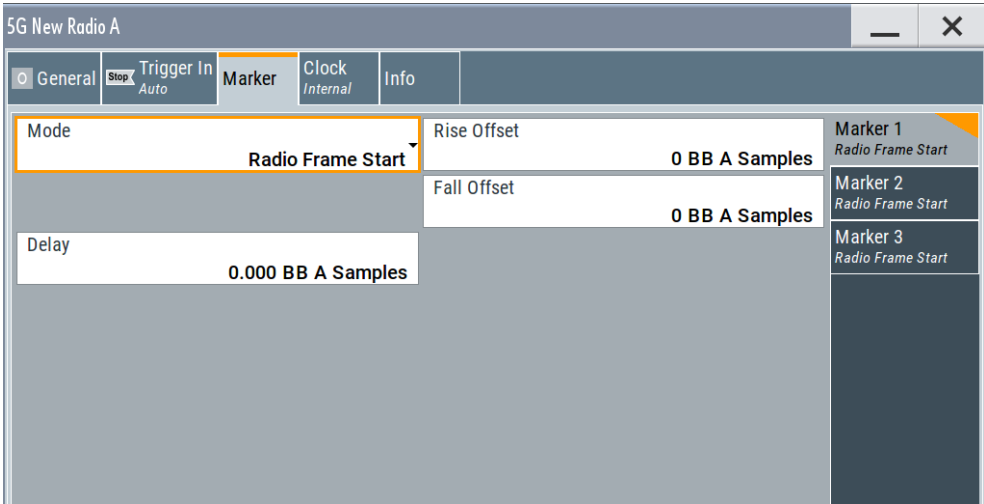 5G New Radio A
General
Stop
Trigger In
Auto
Marker
Clock
Internal
Info
Mode
Radio Frame Start
Rise Offset
0 BB A Samples
Fall Offset
0 BB A Samples
Delay
0.000 BB A Samples
Marker 1
Radio Frame Start
Marker 2
Radio Frame Start
Marker 3
Radio Frame Start